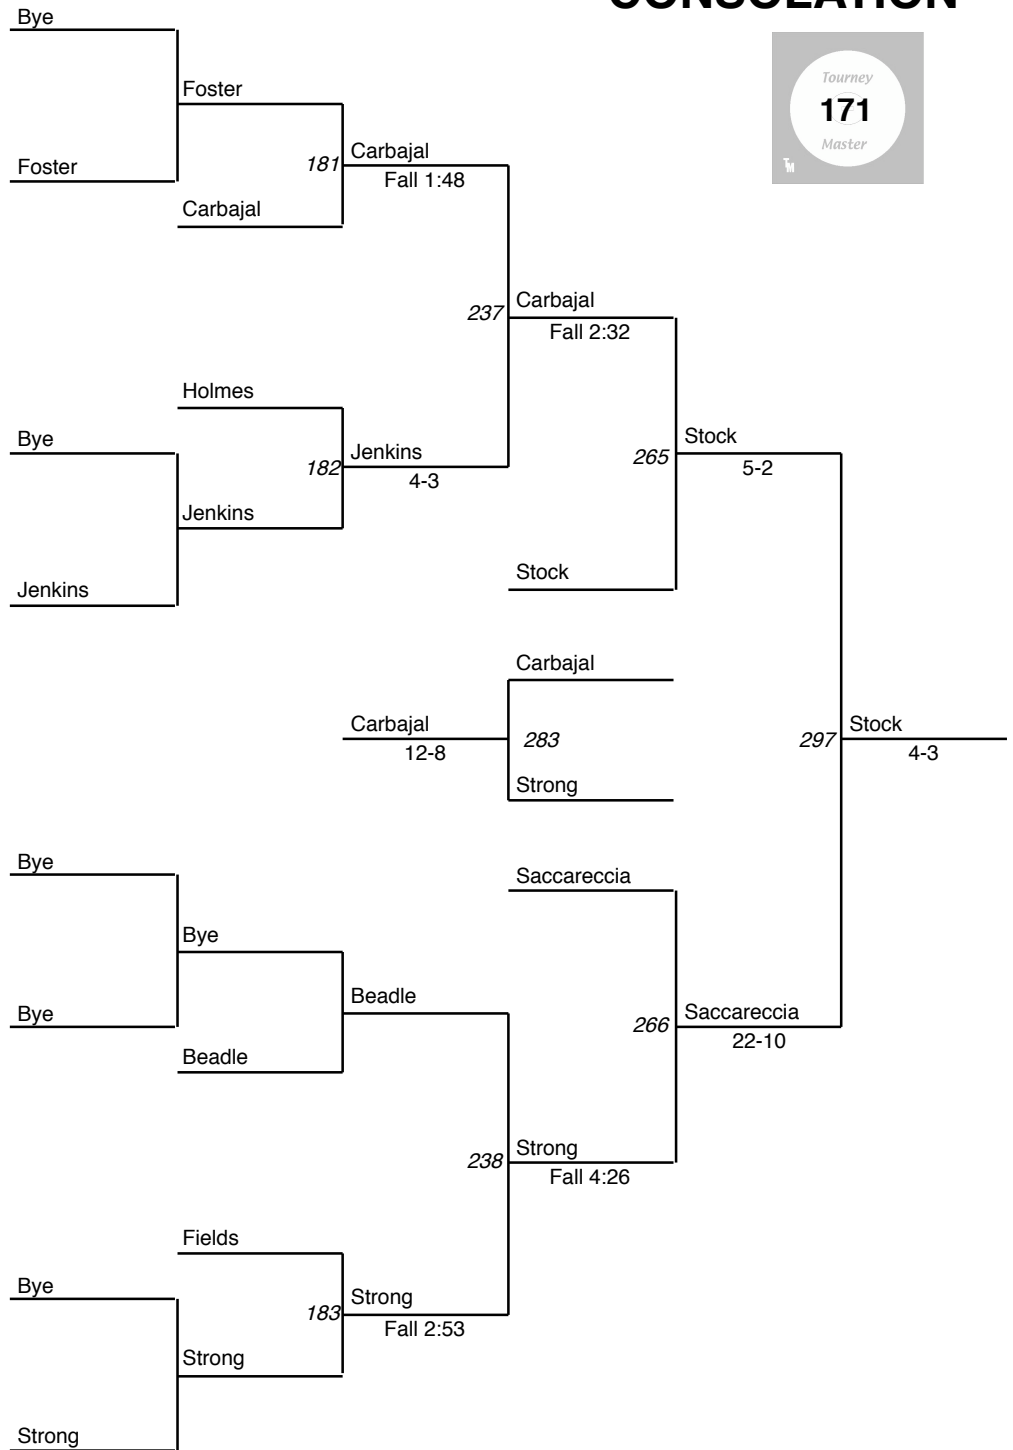 CONSOLATION
Bye
Tourney
171
Master
TM
Foster
Carbajal
181
Fall 1:48
Foster
Carbajal
Carbajal
237
Fall 2:32
Holmes
Bye
Jenkins
182
4-3
Stock
265
5-2
Jenkins
Jenkins
Stock
Carbajal
Carbajal
12-8
283
Stock
297
4-3
Strong
Bye
Saccareccia
Bye
Beadle
Bye
Saccareccia
266
22-10
Beadle
Strong
238
Fall 4:26
Fields
Bye
Strong
183
Fall 2:53
Strong
Strong